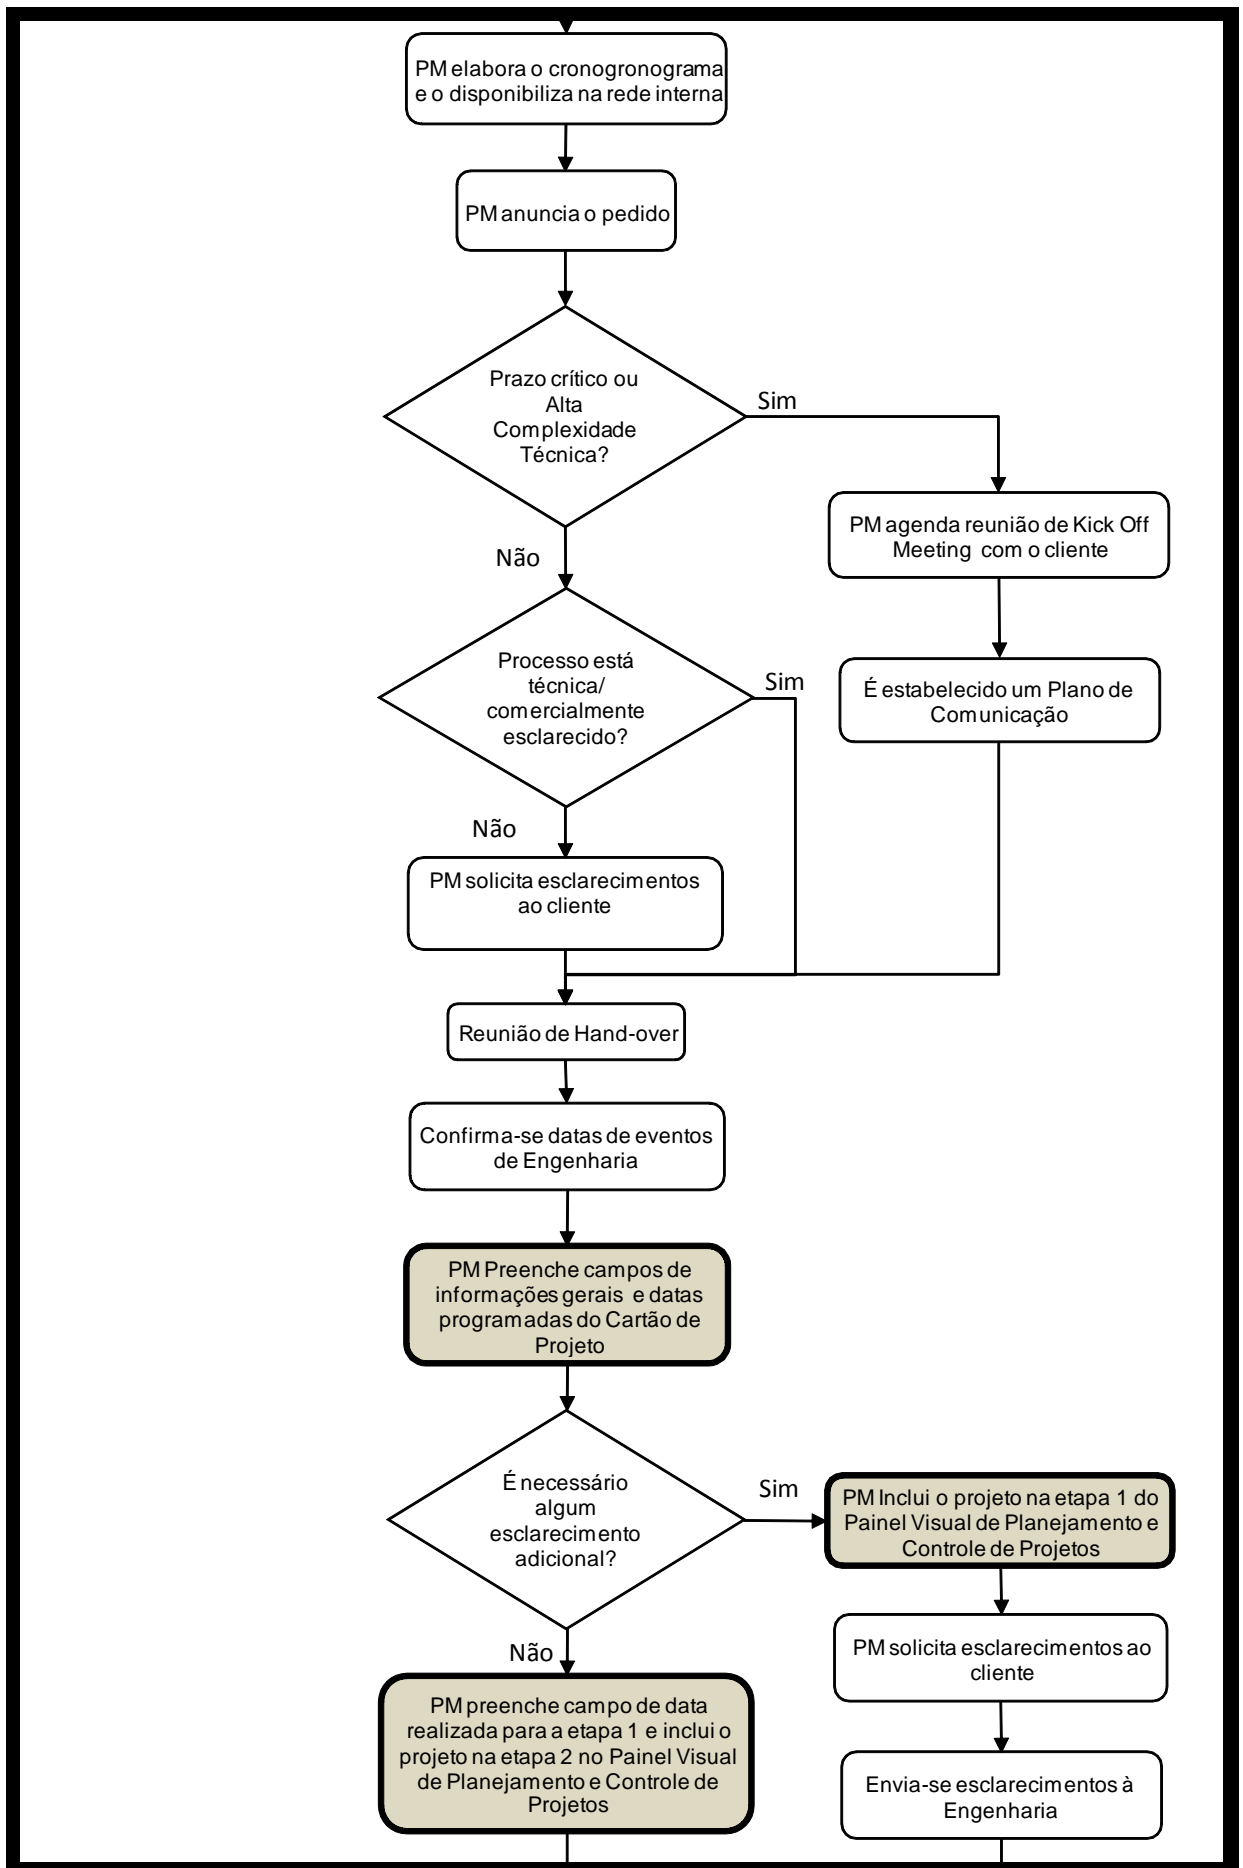 PM elabora o cronogronograma
e o disponibiliza na rede interna
PM anuncia o pedido
Prazo crítico ou
Alta
Complexidade
Técnica?
Sim
Não
PM agenda reunião de Kick Off
Meeting com o cliente
É estabelecido um Plano de
Comunicação
Processo está
técnica/
comercialmente
esclarecido?
Sim
Não
PM solicita esclarecimentos
ao cliente
Reunião de Hand-over
Confirma-se datas de eventos
de Engenharia
PM Preenche campos de
informações gerais e datas
programadas do Cartão de
Projeto
É necessário
algum
esclarecimento
adicional?
Sim
Não
PM Inclui o projeto na etapa 1 do
Painel Visual de Planejamento e
Controle de Projetos
PM solicita esclarecimentos ao
cliente
Envia-se esclarecimentos à
Engenharia
PM preenche campo de data
realizada para a etapa 1 e inclui o
projeto na etapa 2 no Painel Visual
de Planejamento e Controle de
Projetos